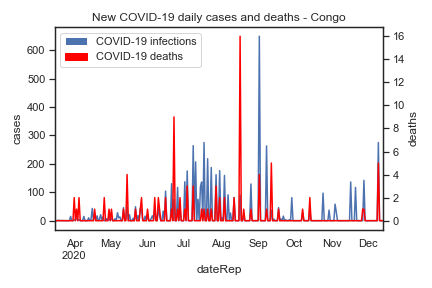 New COVID-19 daily cases and deaths - Congo
COVID-19 infections
COVID-19 deaths
600
500
400
300
200
100
0
cases
16
14
12
10
8
6
4
2
0
deaths
Apr May Jun Jul Aug Sep Oct Nov Dec
2020
dateRep